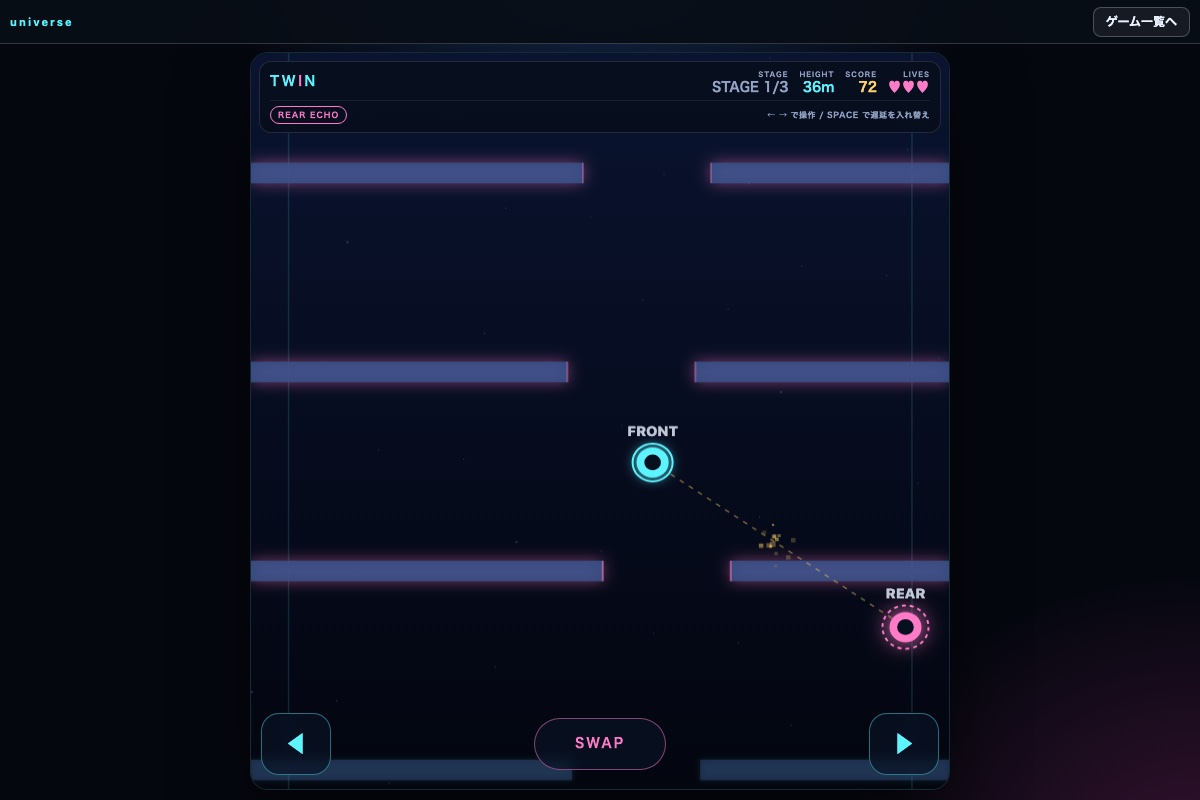 universe
ゲーム一覧へ
TWIN
STAGE HEIGHT SCORE LIVES
STAGE 1/3 36m 72
REAR ECHO
← → で操作 / SPACE で遅延を入れ替え
FRONT
REAR
SWAP